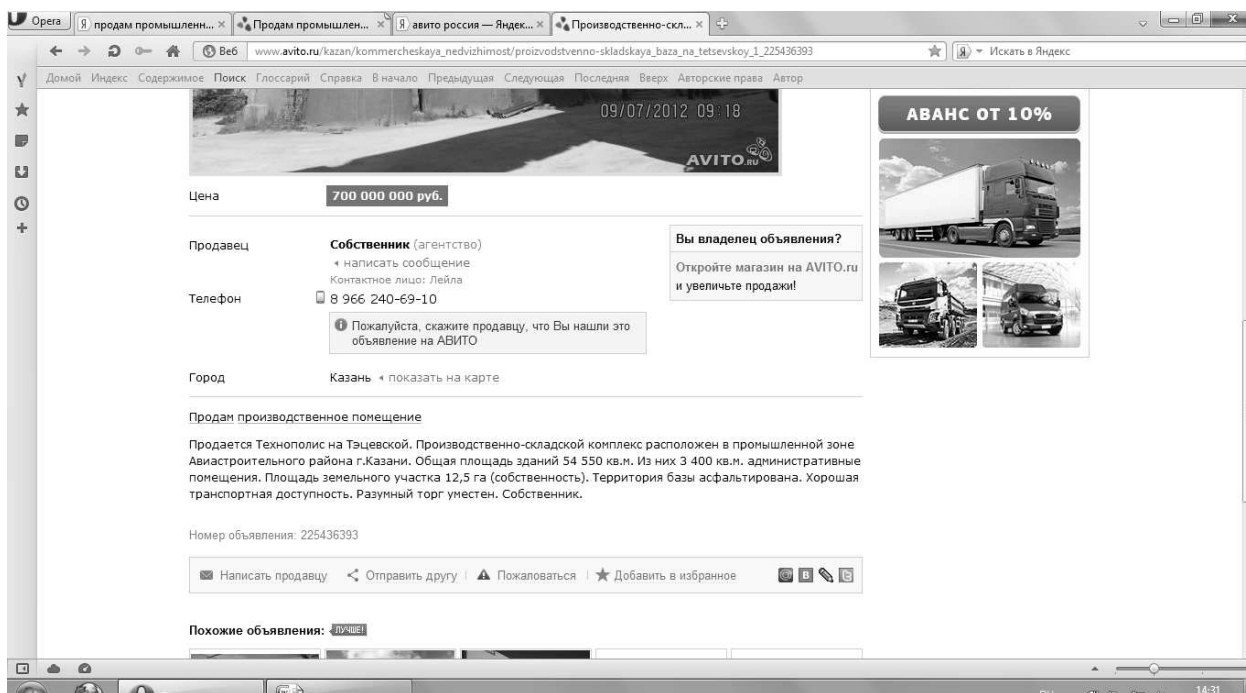 Opera
продам промышленн...
Продам промышлен...
авито россия — Яндек...
Производственно-скл...
Веб
www.avito.ru/kazan/kommercheskaya_nedvizhimost/proizvodstvenno-skladskaya_baza_na_tetsevskoy_1_225436393
Искать в Яндекс
Домой Индекс Содержимое Поиск Глоссарий Справка В начало Предыдущая Следующая Последняя Вверх Авторские права Автор
09/07/2012 09:18
AVITO.RU
АВАНС ОТ 10%
Цена 700 000 000 руб.
Продавец Собственник (агентство)
написать сообщение
Контактное лицо: Лейла
Телефон 8 966 240-69-10
Пожалуйста, скажите продавцу, что Вы нашли это
объявление на АВИТО
Вы владелец объявления?
Откройте магазин на AVITO.ru
и увеличьте продажи!
Город Казань показать на карте
Продам производственное помещение
Продается Технополис на Тэцевской. Производственно-складской комплекс расположен в промышленной зоне
Авиастроительного района г.Казани. Общая площадь зданий 54 550 кв.м. Из них 3 400 кв.м. административные
помещения. Площадь земельного участка 12,5 га (собственность). Территория базы асфальтирована. Хорошая
транспортная доступность. Разумный торг уместен. Собственник.
Номер объявления: 225436393
Написать продавцу Отправить другу Пожаловаться Добавить в избранное
Похожие объявления: ЛУЧШЕ!
14:31